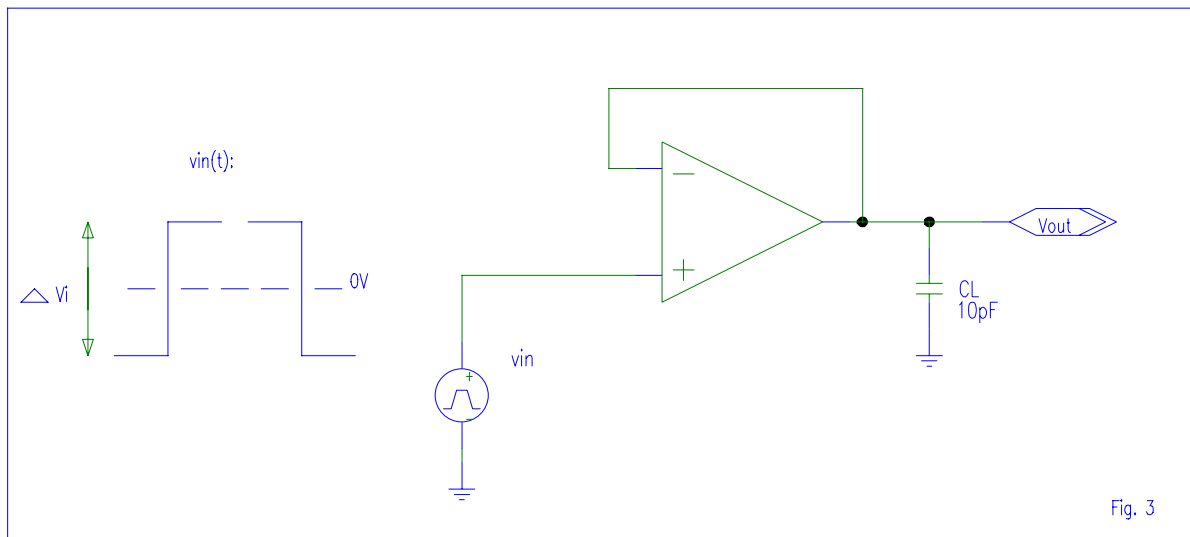 vin(t):
△ Vi
0V
vin
−
+
Vout
CL
10pF
+
-
Fig. 3